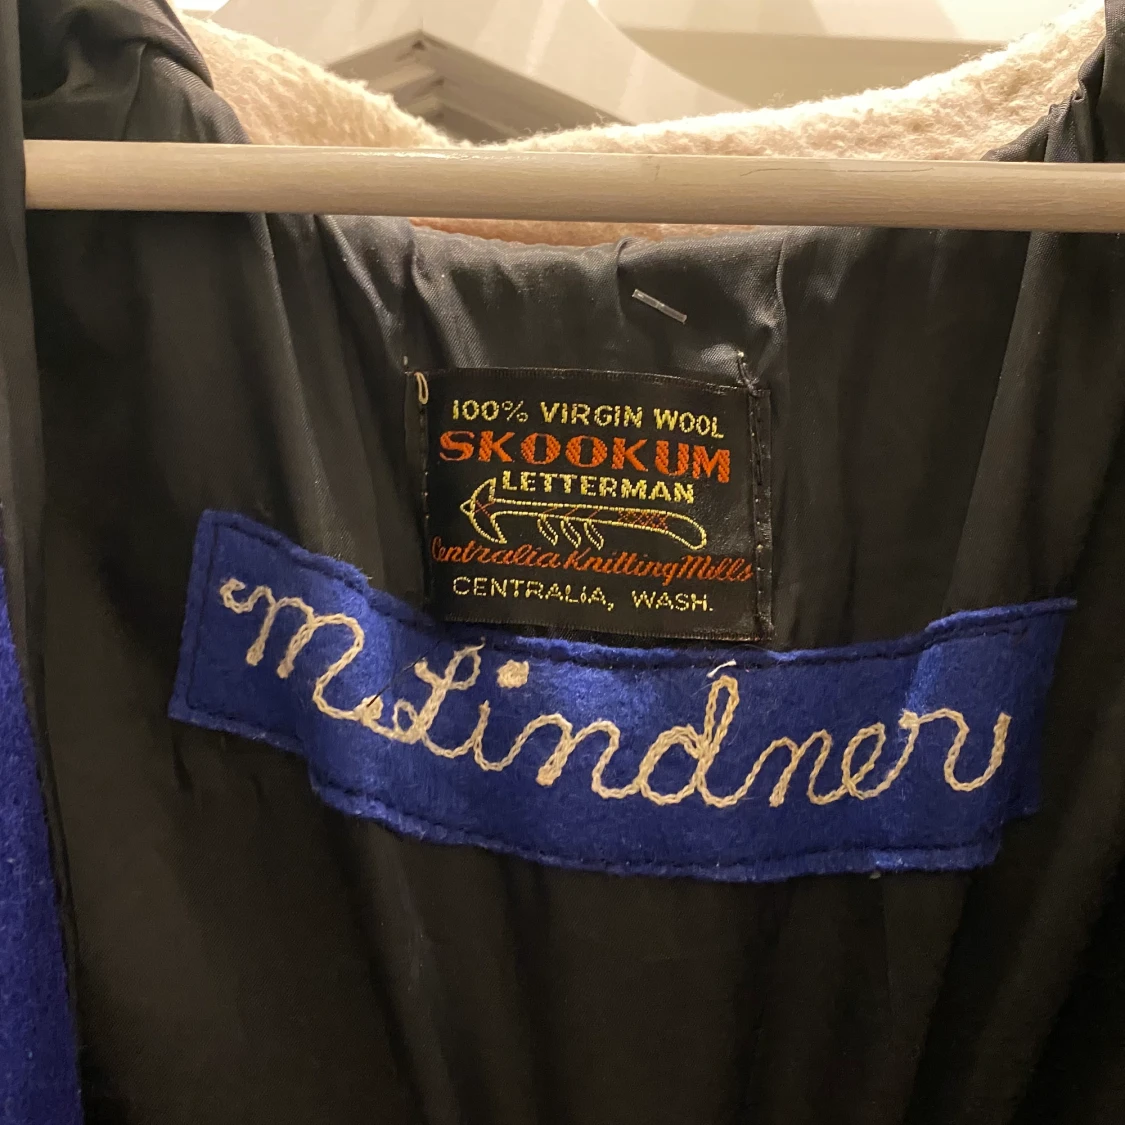 100% VIRGIN WOOL
SKOOKUM
LETTERMAN
Centralia Knitting Mills
CENTRALIA, WASH.
M Lindner